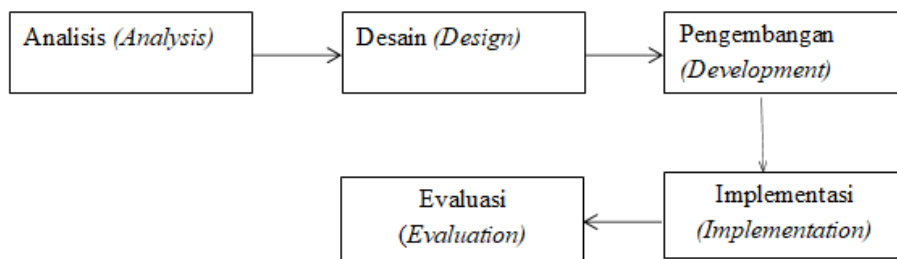 Analisis (Analysis)
Desain (Design)
Pengembangan
(Development)
Implementasi
(Implementation)
Evaluasi
(Evaluation)